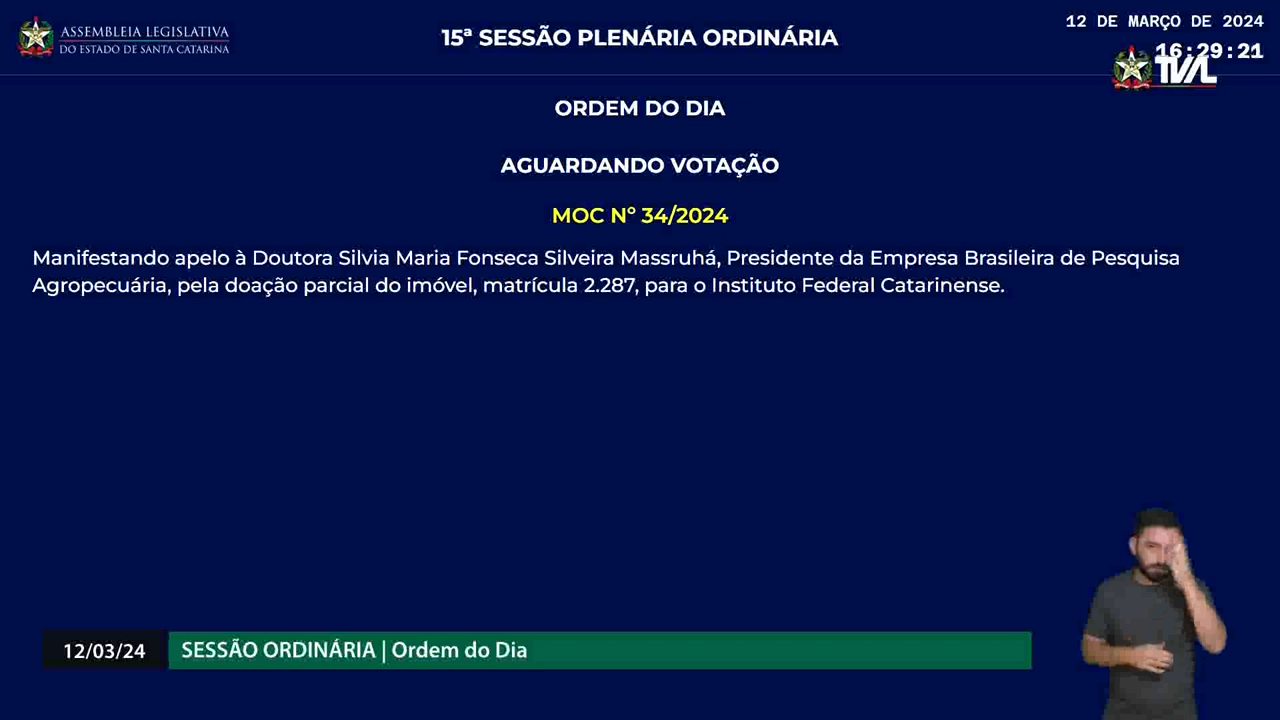 ASSEMBLEIA LEGISLATIVA
DO ESTADO DE SANTA CATARINA
15ª SESSÃO PLENÁRIA ORDINÁRIA
12 DE MARÇO DE 2024
16:29:21
TVAL
ORDEM DO DIA
AGUARDANDO VOTAÇÃO
MOC Nº 34/2024
Manifestando apelo à Doutora Silvia Maria Fonseca Silveira Massruhá, Presidente da Empresa Brasileira de Pesquisa
Agropecuária, pela doação parcial do imóvel, matrícula 2.287, para o Instituto Federal Catarinense.
12/03/24
SESSÃO ORDINÁRIA | Ordem do Dia